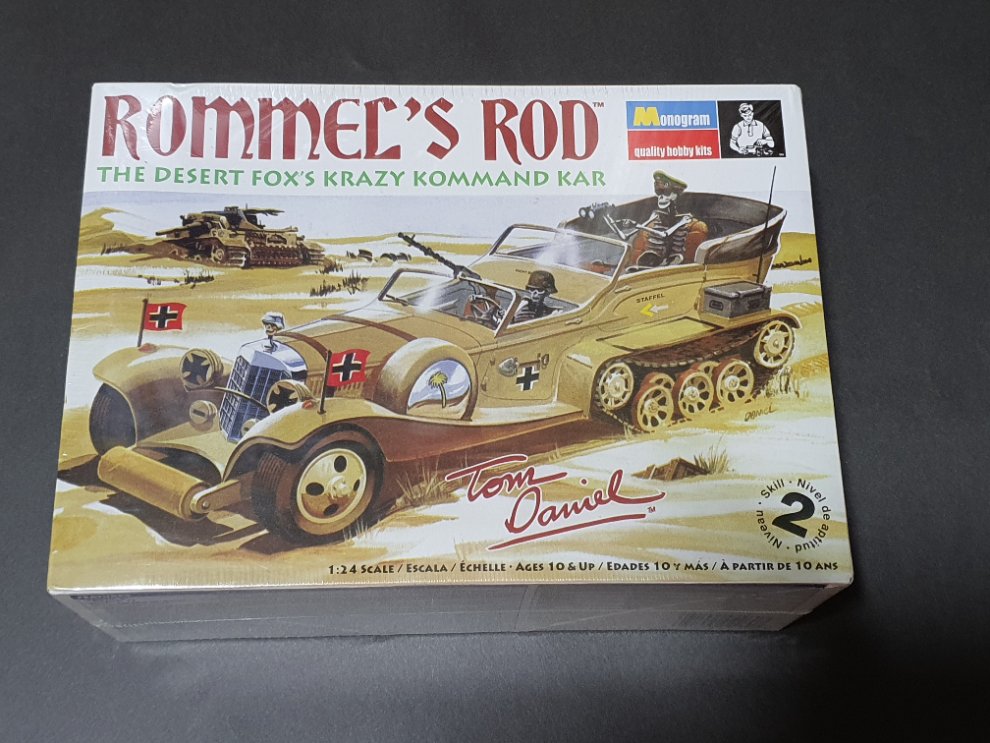 ROMMEL'S ROD™
THE DESERT FOX'S KRAZY KOMMAND KAR
Monogram
quality hobby kits
STAFFEL
Daniel
Tom
Daniel™
Niveau · Skill · Nivel de aptitud ·
2
1:24 SCALE / ESCALA / ÉCHELLE · AGES 10 & UP / EDADES 10 Y MÁS / À PARTIR DE 10 ANS